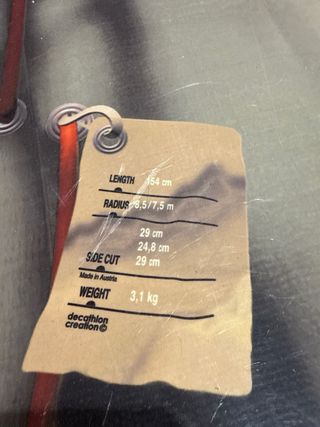 LENGTH 154 cm
RADIUS 8,5/7,5 m
29 cm
24,8 cm
SIDE CUT 29 cm
Made in Austria
WEIGHT 3,1 kg
decathlon
creation©